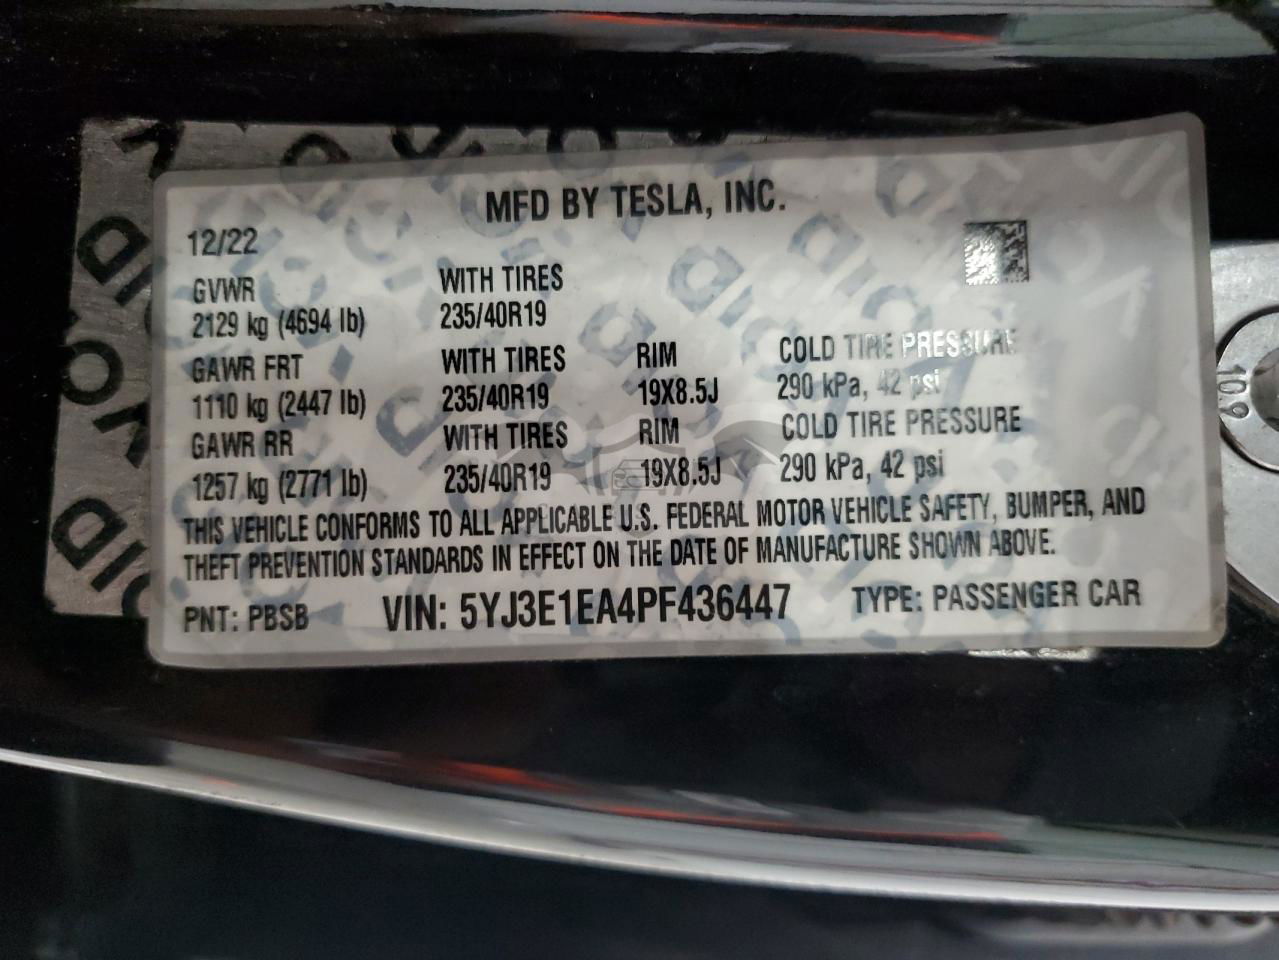 MFD BY TESLA, INC.
12/22
GVWR WITH TIRES
2129 kg (4694 lb) 235/40R19
GAWR FRT WITH TIRES RIM COLD TIRE PRESSURE
1110 kg (2447 lb) 235/40R19 19X8.5J 290 kPa, 42 psi
GAWR RR WITH TIRES RIM COLD TIRE PRESSURE
1257 kg (2771 lb) 235/40R19 19X8.5J 290 kPa, 42 psi
THIS VEHICLE CONFORMS TO ALL APPLICABLE U.S. FEDERAL MOTOR VEHICLE SAFETY, BUMPER, AND
THEFT PREVENTION STANDARDS IN EFFECT ON THE DATE OF MANUFACTURE SHOWN ABOVE.
PNT: PBSB VIN: 5YJ3E1EA4PF436447 TYPE: PASSENGER CAR
VOID
VOID
10.9